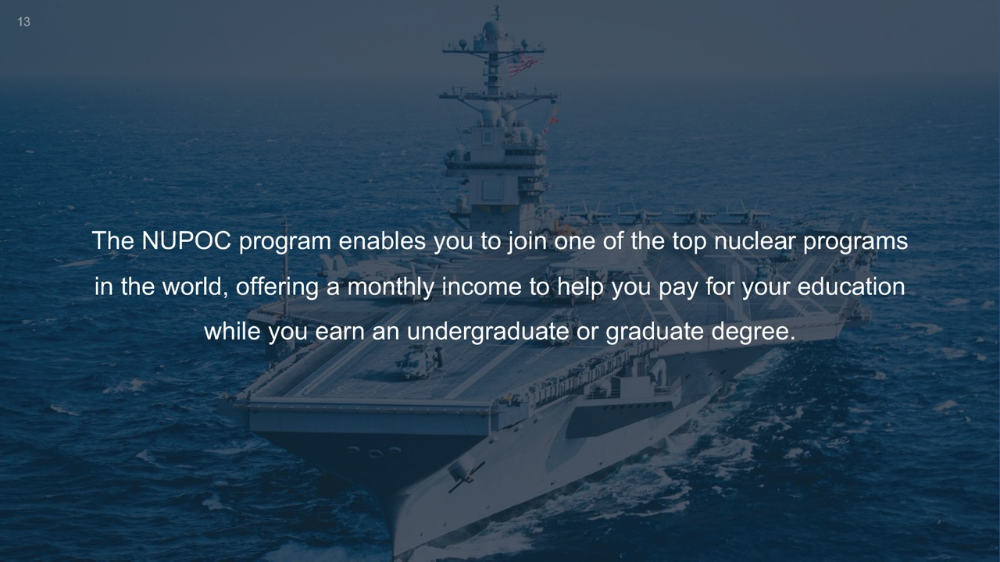 13
The NUPOC program enables you to join one of the top nuclear programs
in the world, offering a monthly income to help you pay for your education
while you earn an undergraduate or graduate degree.